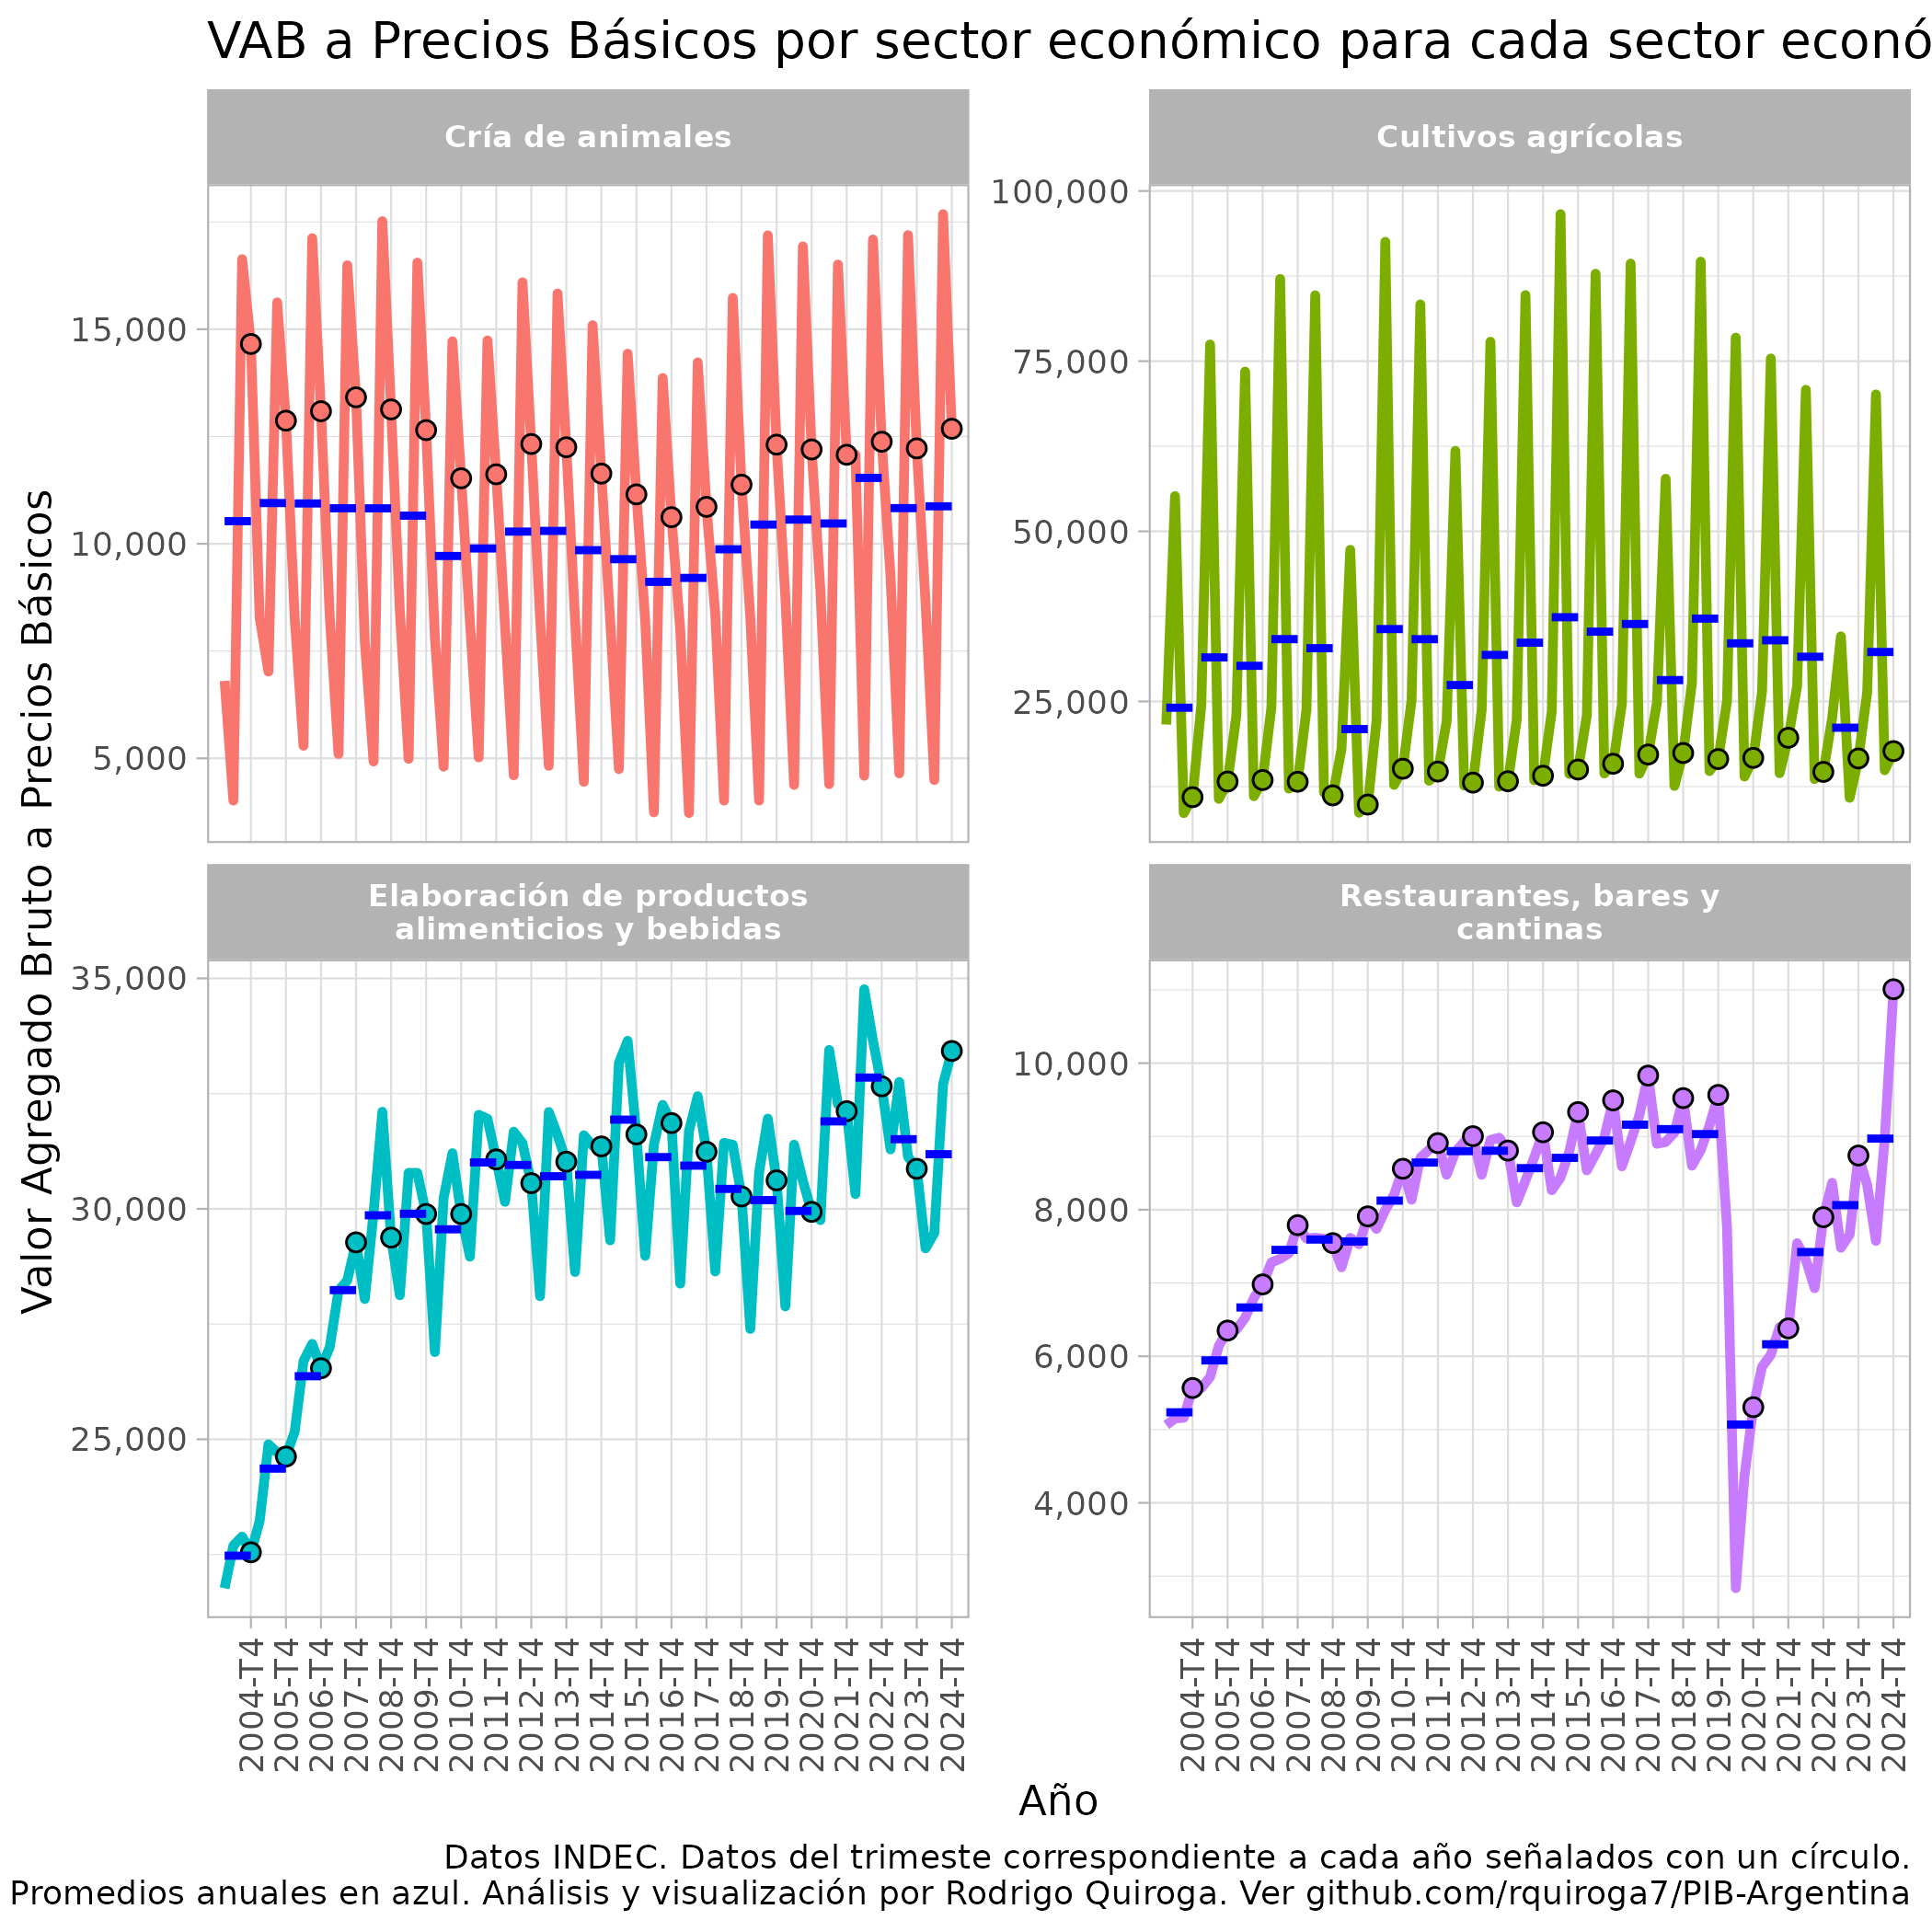 VAB a Precios Básicos por sector económico para cada sector econó
Cría de animales
Cultivos agrícolas
15,000
10,000
5,000
100,000
75,000
50,000
25,000
Elaboración de productos
alimenticios y bebidas
Restaurantes, bares y
cantinas
35,000
30,000
25,000
10,000
8,000
6,000
4,000
Valor Agregado Bruto a Precios Básicos
2004-T4
2005-T4
2006-T4
2007-T4
2008-T4
2009-T4
2010-T4
2011-T4
2012-T4
2013-T4
2014-T4
2015-T4
2016-T4
2017-T4
2018-T4
2019-T4
2020-T4
2021-T4
2022-T4
2023-T4
2024-T4
2004-T4
2005-T4
2006-T4
2007-T4
2008-T4
2009-T4
2010-T4
2011-T4
2012-T4
2013-T4
2014-T4
2015-T4
2016-T4
2017-T4
2018-T4
2019-T4
2020-T4
2021-T4
2022-T4
2023-T4
2024-T4
Año
Datos INDEC. Datos del trimeste correspondiente a cada año señalados con un círculo.
Promedios anuales en azul. Análisis y visualización por Rodrigo Quiroga. Ver github.com/rquiroga7/PIB-Argentina